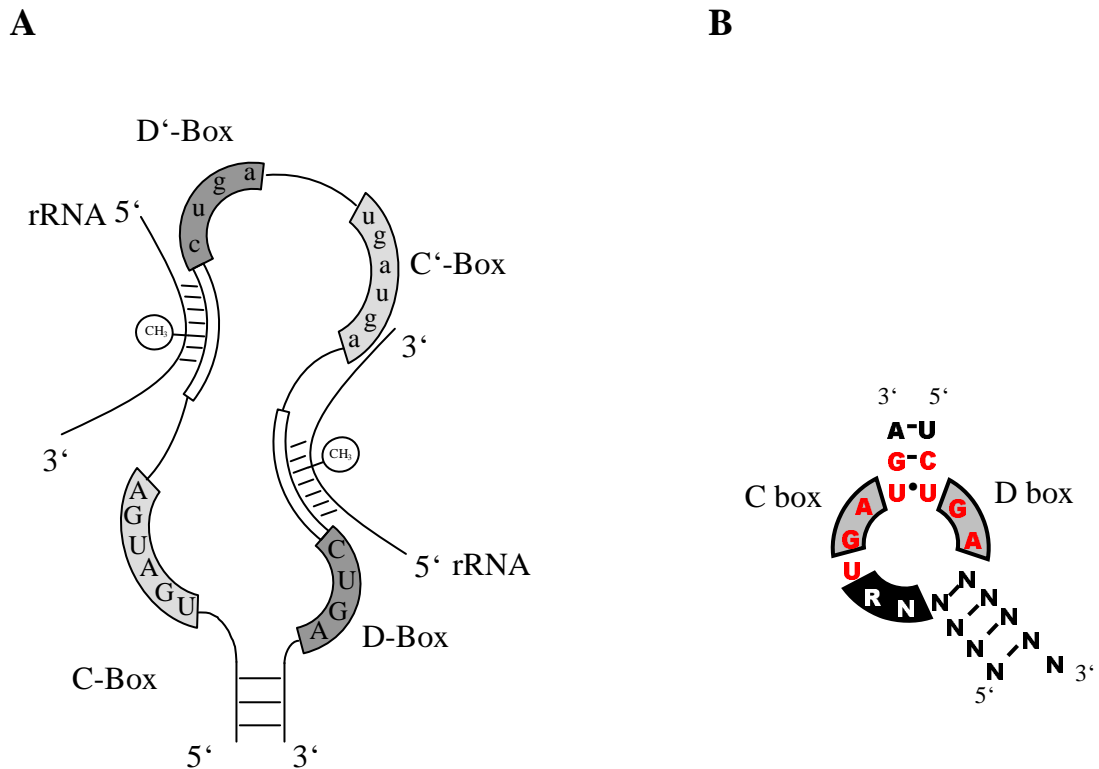 A
D‘-Box
c u g a
rRNA 5‘
u g a u g a
C‘-Box
CH3
3‘
3‘
CH3
A G U A G U
C U G A
5‘ rRNA
D-Box
C-Box
5‘ 3‘
B
3‘ 5‘
A U
G C
U • U
C box
D box
A G
G A
U
R N
N N
N N
N N
N N
N N
5‘ 3‘